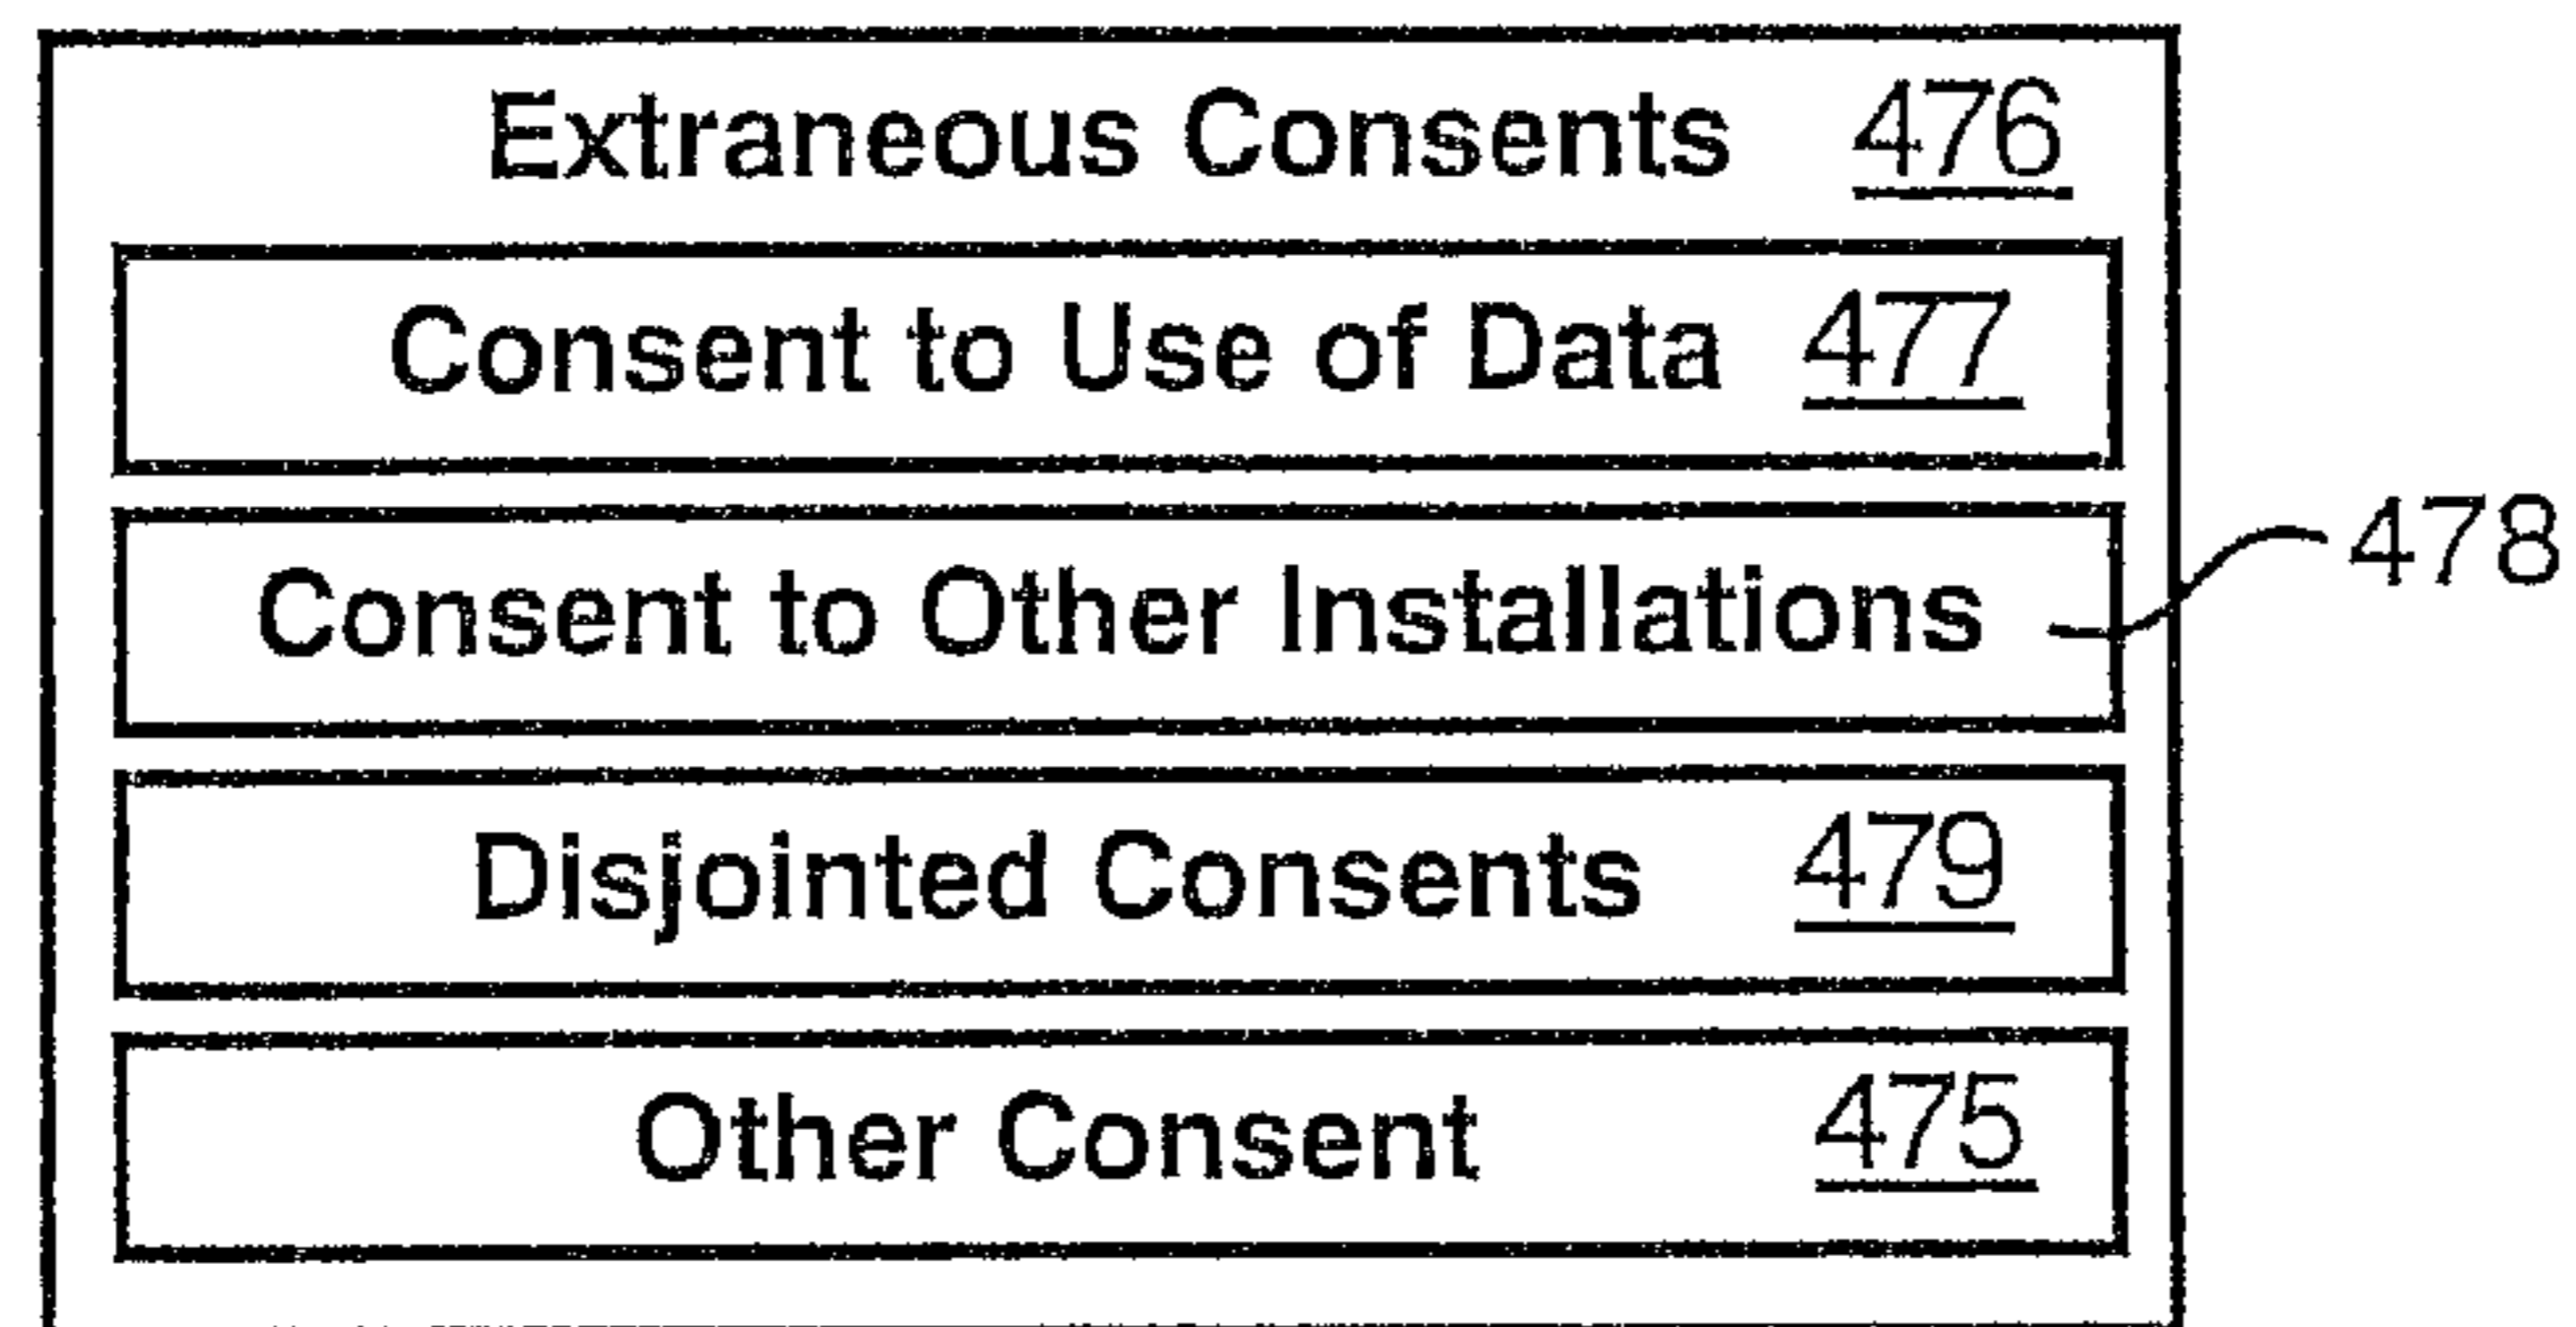 Extraneous Consents 476
Consent to Use of Data 477
Consent to Other Installations 478
Disjointed Consents 479
Other Consent 475